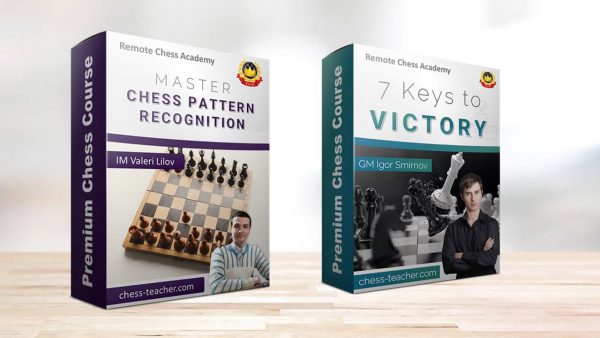 Premium Chess Course
Remote Chess Academy
MASTER
CHESS PATTERN
RECOGNITION
IM Valeri Lilov
chess-teacher.com
Premium Chess Course
Remote Chess Academy
7 Keys to
VICTORY
GM Igor Smirnov
chess-teacher.com